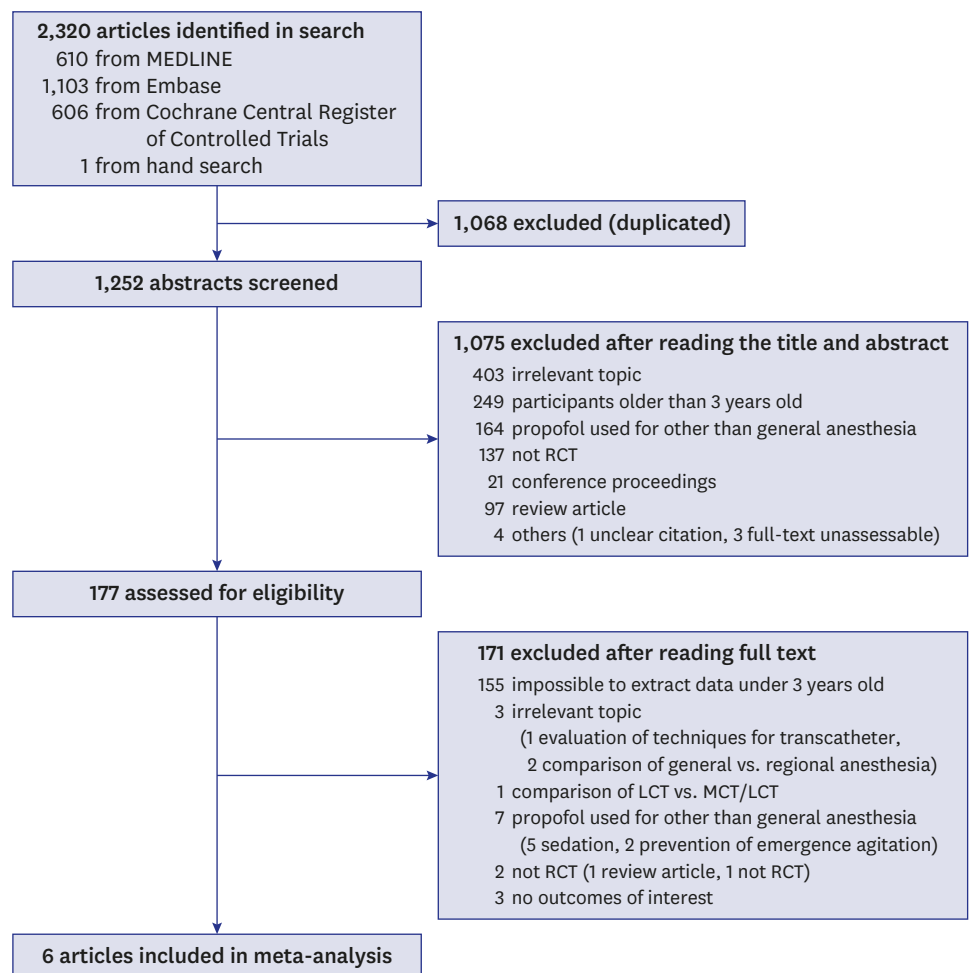 2,320 articles identified in search
610 from MEDLINE
1,103 from Embase
606 from Cochrane Central Register
of Controlled Trials
1 from hand search
1,068 excluded (duplicated)
1,252 abstracts screened
1,075 excluded after reading the title and abstract
403 irrelevant topic
249 participants older than 3 years old
164 propofol used for other than general anesthesia
137 not RCT
21 conference proceedings
97 review article
4 others (1 unclear citation, 3 full-text unassessable)
177 assessed for eligibility
171 excluded after reading full text
155 impossible to extract data under 3 years old
3 irrelevant topic
(1 evaluation of techniques for transcatheter,
2 comparison of general vs. regional anesthesia)
1 comparison of LCT vs. MCT/LCT
7 propofol used for other than general anesthesia
(5 sedation, 2 prevention of emergence agitation)
2 not RCT (1 review article, 1 not RCT)
3 no outcomes of interest
6 articles included in meta-analysis